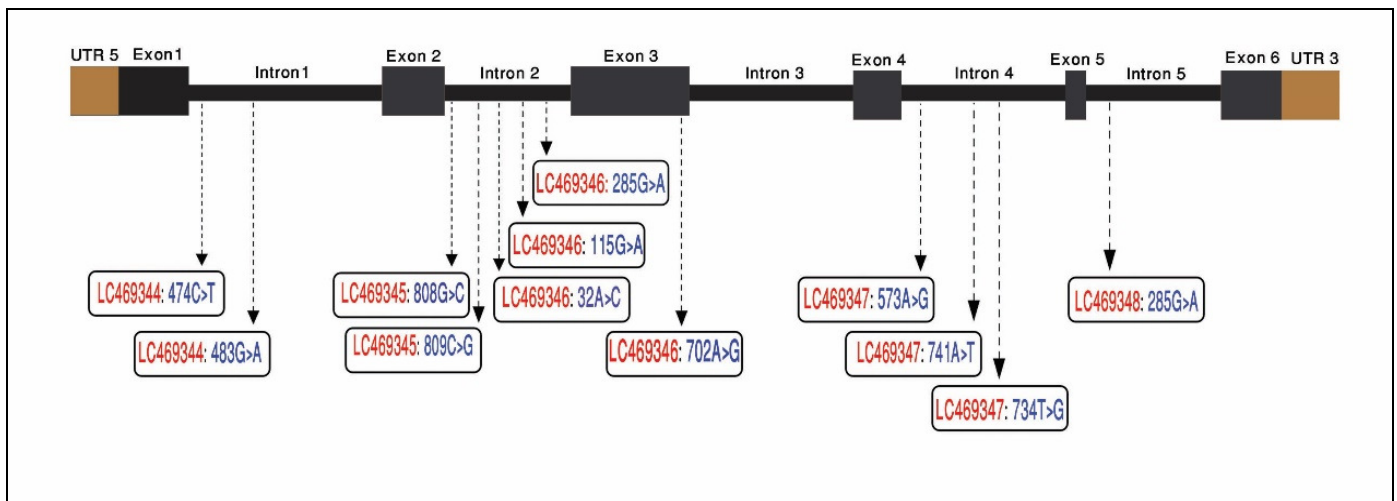 UTR 5 Exon1 Intron1 Exon 2 Intron 2 Exon 3 Intron 3 Exon 4 Intron 4 Exon 5 Intron 5 Exon 6 UTR 3
LC469346: 285G>A
LC469346: 115G>A
LC469344: 474C>T
LC469345: 808G>C
LC469346: 32A>C
LC469347: 573A>G
LC469348: 285G>A
LC469344: 483G>A
LC469345: 809C>G
LC469346: 702A>G
LC469347: 741A>T
LC469347: 734T>G